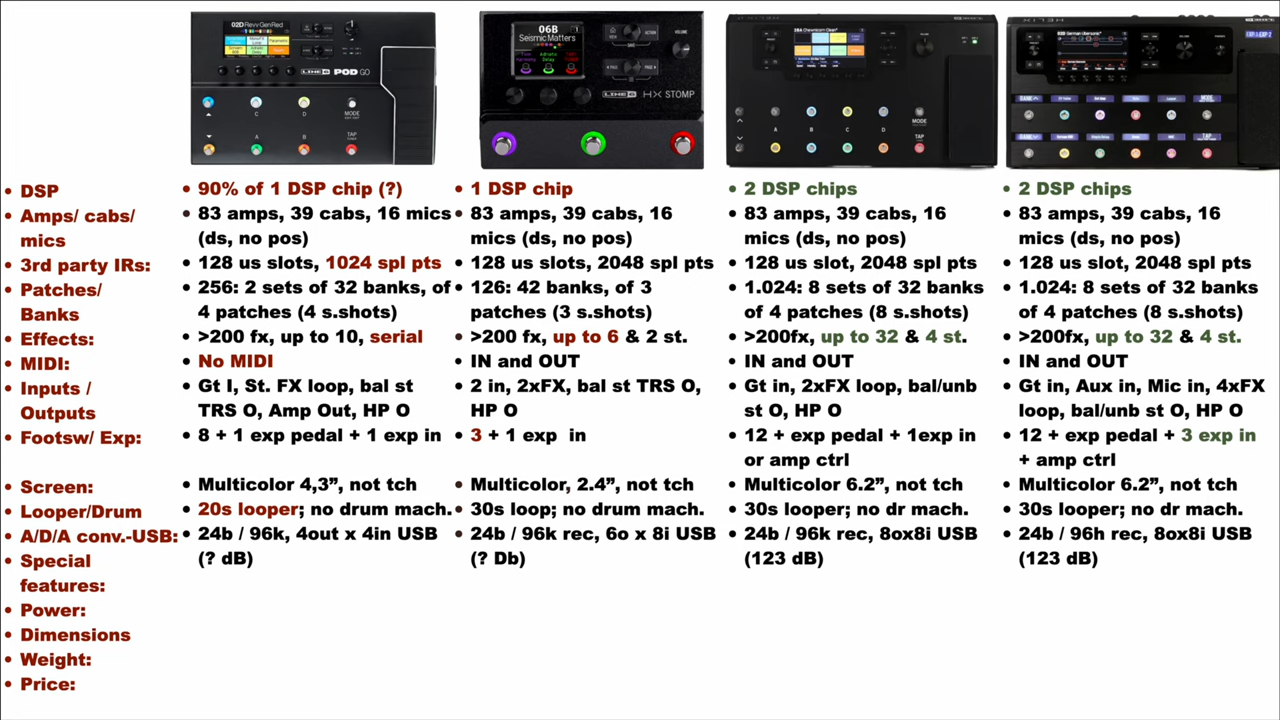 02D RevvGenRed
LINE 6 POD GO
C
D
MODE
A
B
TAP
06B
Seismic Matters
VOLUME
ACTION
SAVE
< PAGE
PAGE >
LINE 6 HX STOMP
VOLUME
MODE
A
B
C
D
TAP
EXP 1 EXP 2
MODE
TAP
• DSP
• Amps/ cabs/
mics
• 3rd party IRs:
• Patches/
Banks
• Effects:
• MIDI:
• Inputs /
Outputs
• Footsw/ Exp:
• Screen:
• Looper/Drum
• A/D/A conv.-USB:
• Special
features:
• Power:
• Dimensions
• Weight:
• Price:
• 90% of 1 DSP chip (?)
• 83 amps, 39 cabs, 16 mics
(ds, no pos)
• 128 us slots, 1024 spl pts
• 256: 2 sets of 32 banks, of
4 patches (4 s.shots)
• >200 fx, up to 10, serial
• No MIDI
• Gt I, St. FX loop, bal st
TRS O, Amp Out, HP O
• 8 + 1 exp pedal + 1 exp in
• Multicolor 4,3”, not tch
• 20s looper; no drum mach.
• 24b / 96k, 4out x 4in USB
(? dB)
• 1 DSP chip
• 83 amps, 39 cabs, 16
mics (ds, no pos)
• 128 us slots, 2048 spl pts
• 126: 42 banks, of 3
patches (3 s.shots)
• >200 fx, up to 6 & 2 st.
• IN and OUT
• 2 in, 2xFX, bal st TRS O,
HP O
• 3 + 1 exp in
• Multicolor, 2.4”, not tch
• 30s loop; no drum mach.
• 24b / 96k rec, 6o x 8i USB
(? Db)
• 2 DSP chips
• 83 amps, 39 cabs, 16
mics (ds, no pos)
• 128 us slot, 2048 spl pts
• 1.024: 8 sets of 32 banks
of 4 patches (8 s.shots)
• >200fx, up to 32 & 4 st.
• IN and OUT
• Gt in, 2xFX loop, bal/unb
st O, HP O
• 12 + exp pedal + 1exp in
or amp ctrl
• Multicolor 6.2”, not tch
• 30s looper; no dr mach.
• 24b / 96k rec, 8ox8i USB
(123 dB)
• 2 DSP chips
• 83 amps, 39 cabs, 16
mics (ds, no pos)
• 128 us slot, 2048 spl pts
• 1.024: 8 sets of 32 banks
of 4 patches (8 s.shots)
• >200fx, up to 32 & 4 st.
• IN and OUT
• Gt in, Aux in, Mic in, 4xFX
loop, bal/unb st O, HP O
• 12 + exp pedal + 3 exp in
+ amp ctrl
• Multicolor 6.2”, not tch
• 30s looper; no dr mach.
• 24b / 96h rec, 8ox8i USB
(123 dB)